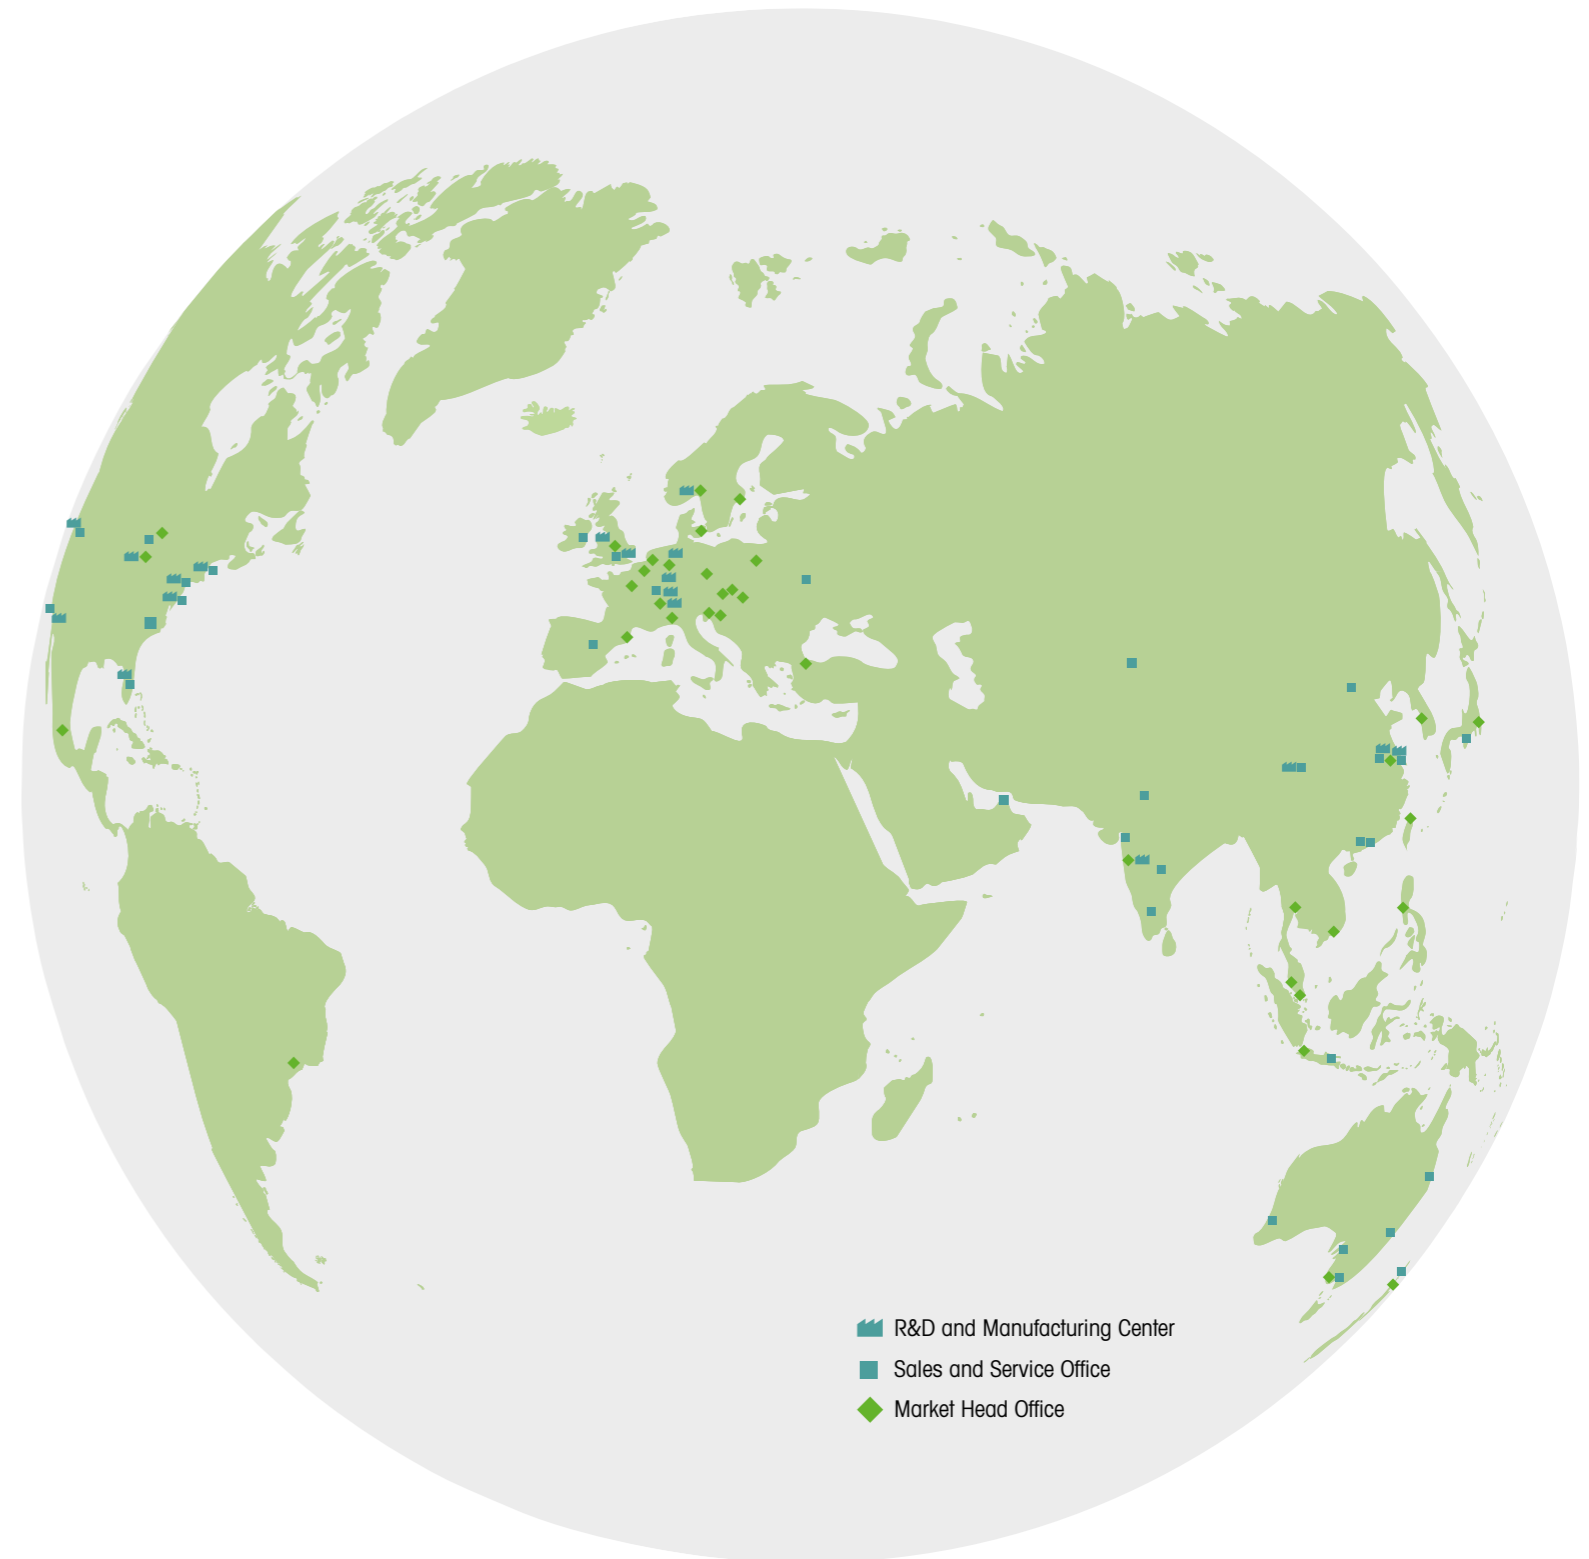 R&D and Manufacturing Center
Sales and Service Office
Market Head Office